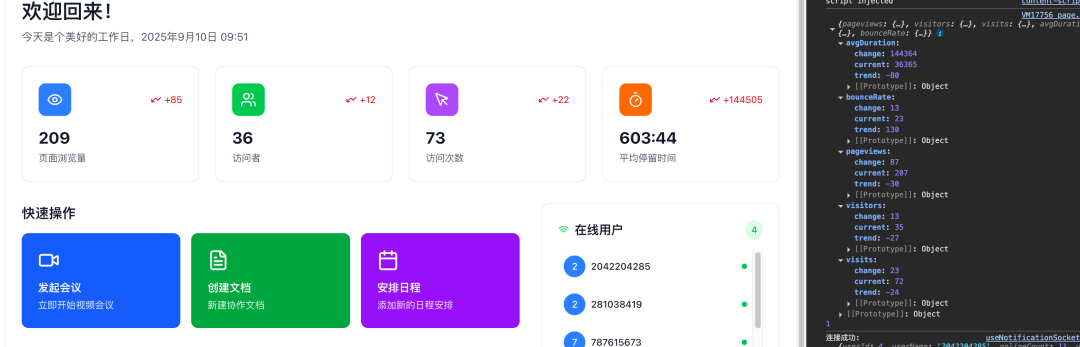 欢迎回来!
今天是个美好的工作日，2025年9月10日 09:51
+85
209
页面浏览量
+12
36
访问者
+22
73
访问次数
+144505
603:44
平均停留时间
快速操作
发起会议
立即开始视频会议
创建文档
新建协作文档
安排日程
添加新的日程安排
在线用户
4
2
2042204285
2
281038419
7
787615673
script injected
content-scrip
VM17756 page.
{pageviews: {…}, visitors: {…}, visits: {…}, avgDurati
{…}, bounceRate: {…}} i
avgDuration:
change: 144364
current: 36365
trend: -80
[[Prototype]]: Object
bounceRate:
change: 13
current: 23
trend: 130
[[Prototype]]: Object
pageviews:
change: 87
current: 207
trend: -30
[[Prototype]]: Object
visitors:
change: 13
current: 35
trend: -27
[[Prototype]]: Object
visits:
change: 23
current: 72
trend: -24
[[Prototype]]: Object
[[Prototype]]: Object
1
连接成功:
useNotificationSocket